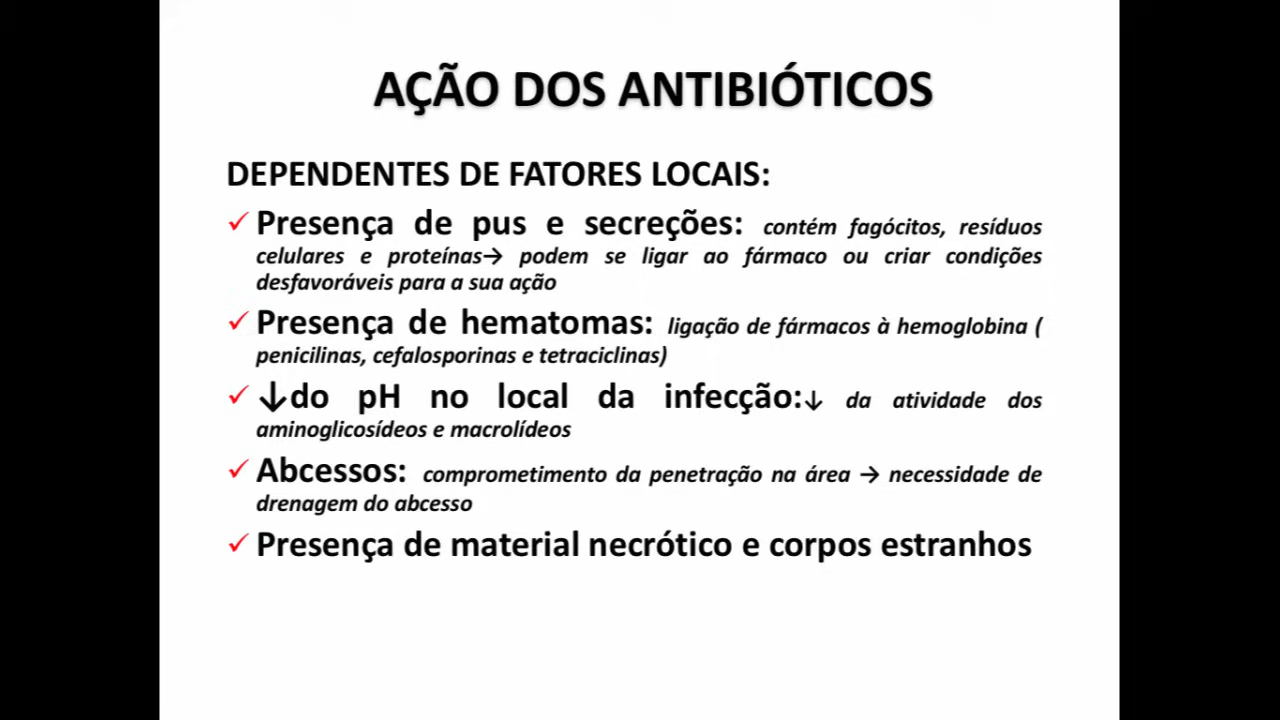 AÇÃO DOS ANTIBIÓTICOS
DEPENDENTES DE FATORES LOCAIS:
✓ Presença de pus e secreções: contém fagócitos, resíduos
celulares e proteínas→ podem se ligar ao fármaco ou criar condições
desfavoráveis para a sua ação
✓ Presença de hematomas: ligação de fármacos à hemoglobina (
penicilinas, cefalosporinas e tetraciclinas)
✓ ↓do pH no local da infecção:↓ da atividade dos
aminoglicosídeos e macrolídeos
✓ Abcessos: comprometimento da penetração na área → necessidade de
drenagem do abcesso
✓ Presença de material necrótico e corpos estranhos